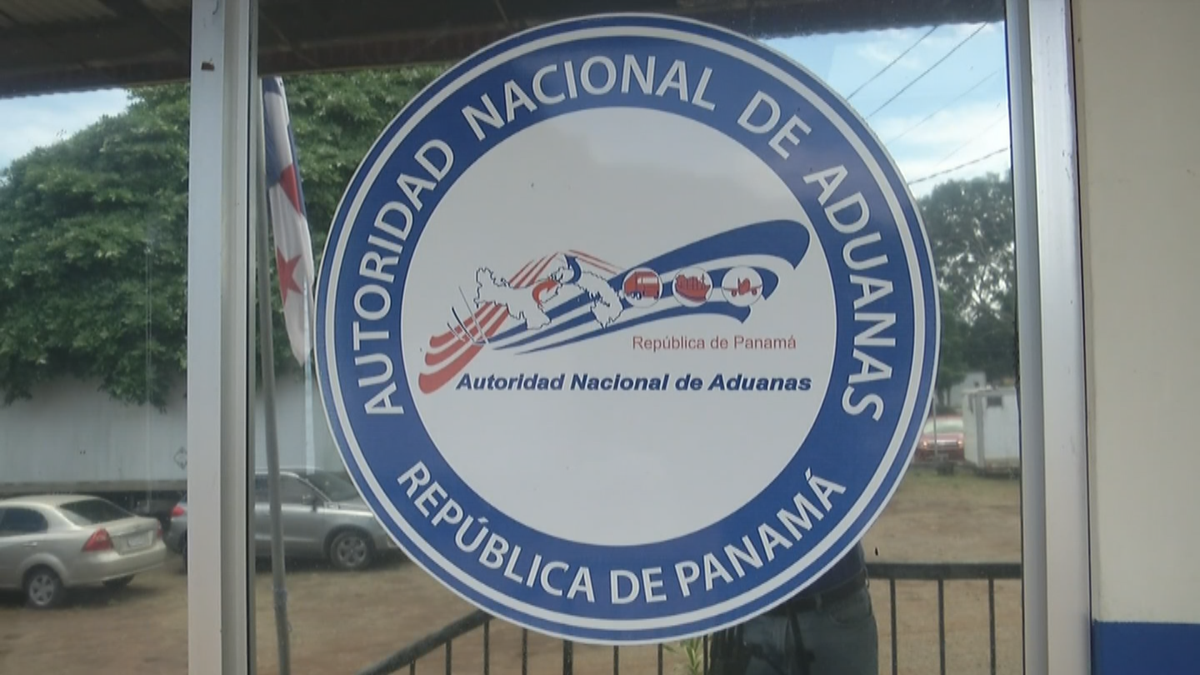 AUTORIDAD NACIONAL DE ADUANAS
República de Panamá
Autoridad Nacional de Aduanas
REPÚBLICA DE PANAMÁ